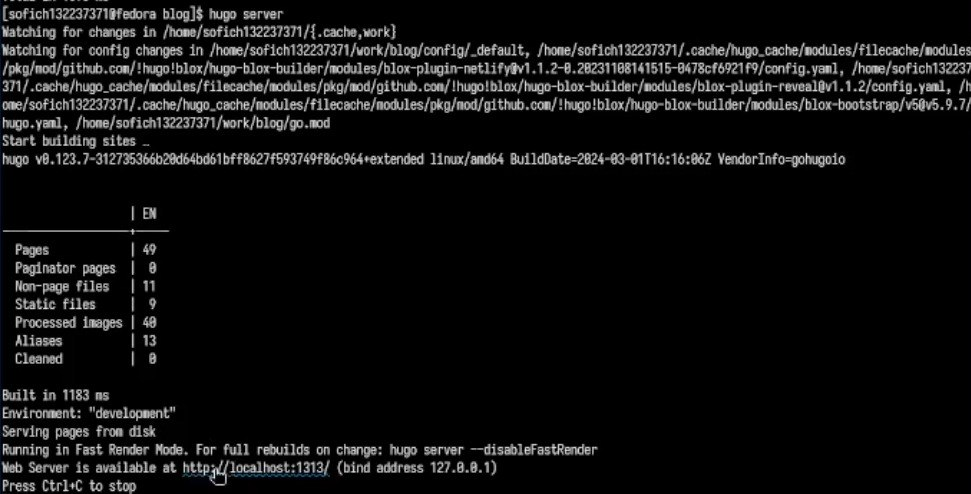 [sofich132237371@fedora blog]$ hugo server
Watching for changes in /home/sofich132237371/{.cache,work}
Watching for config changes in /home/sofich132237371/work/blog/config/_default, /home/sofich132237371/.cache/hugo_cache/modules/filecache/modules
/pkg/mod/github.com/!hugo!blox/hugo-blox-builder/modules/blox-plugin-netlify@v1.1.2-0.20231108141515-0478cf6921f9/config.yaml, /home/sofich132237
371/.cache/hugo_cache/modules/filecache/modules/pkg/mod/github.com/!hugo!blox/hugo-blox-builder/modules/blox-plugin-reveal@v1.1.2/config.yaml, /h
ome/sofich132237371/.cache/hugo_cache/modules/filecache/modules/pkg/mod/github.com/!hugo!blox/hugo-blox-builder/modules/blox-bootstrap/v5@v5.9.7/
hugo.yaml, /home/sofich132237371/work/blog/go.mod
Start building sites …
hugo v0.123.7-312735366b20d64bd61bff8627f593749f86c964+extended linux/amd64 BuildDate=2024-03-01T16:16:06Z VendorInfo=gohugoio
| EN
Pages | 49
Paginator pages | 0
Non-page files | 11
Static files | 9
Processed images | 40
Aliases | 13
Cleaned | 0
Built in 1183 ms
Environment: "development"
Serving pages from disk
Running in Fast Render Mode. For full rebuilds on change: hugo server --disableFastRender
Web Server is available at http://localhost:1313/ (bind address 127.0.0.1)
Press Ctrl+C to stop